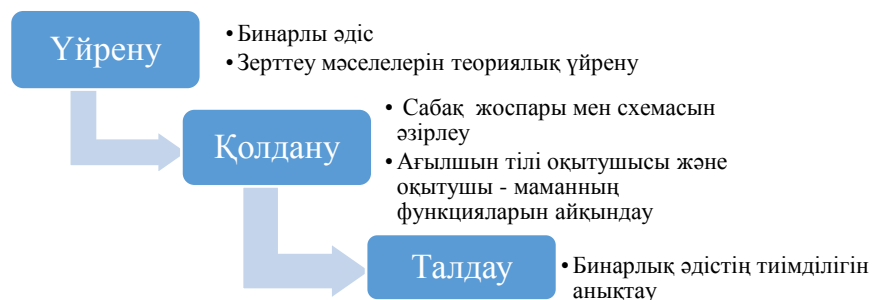 Үйрену
• Бинарлы әдіс
• Зерттеу мәселелерін теориялық үйрену
Қолдану
• Сабақ жоспары мен схемасын
әзірлеу
• Ағылшын тілі оқытушысы және
оқытушы - маманның
функцияларын айқындау
Талдау
• Бинарлық әдістің тиімділігін
анықтау